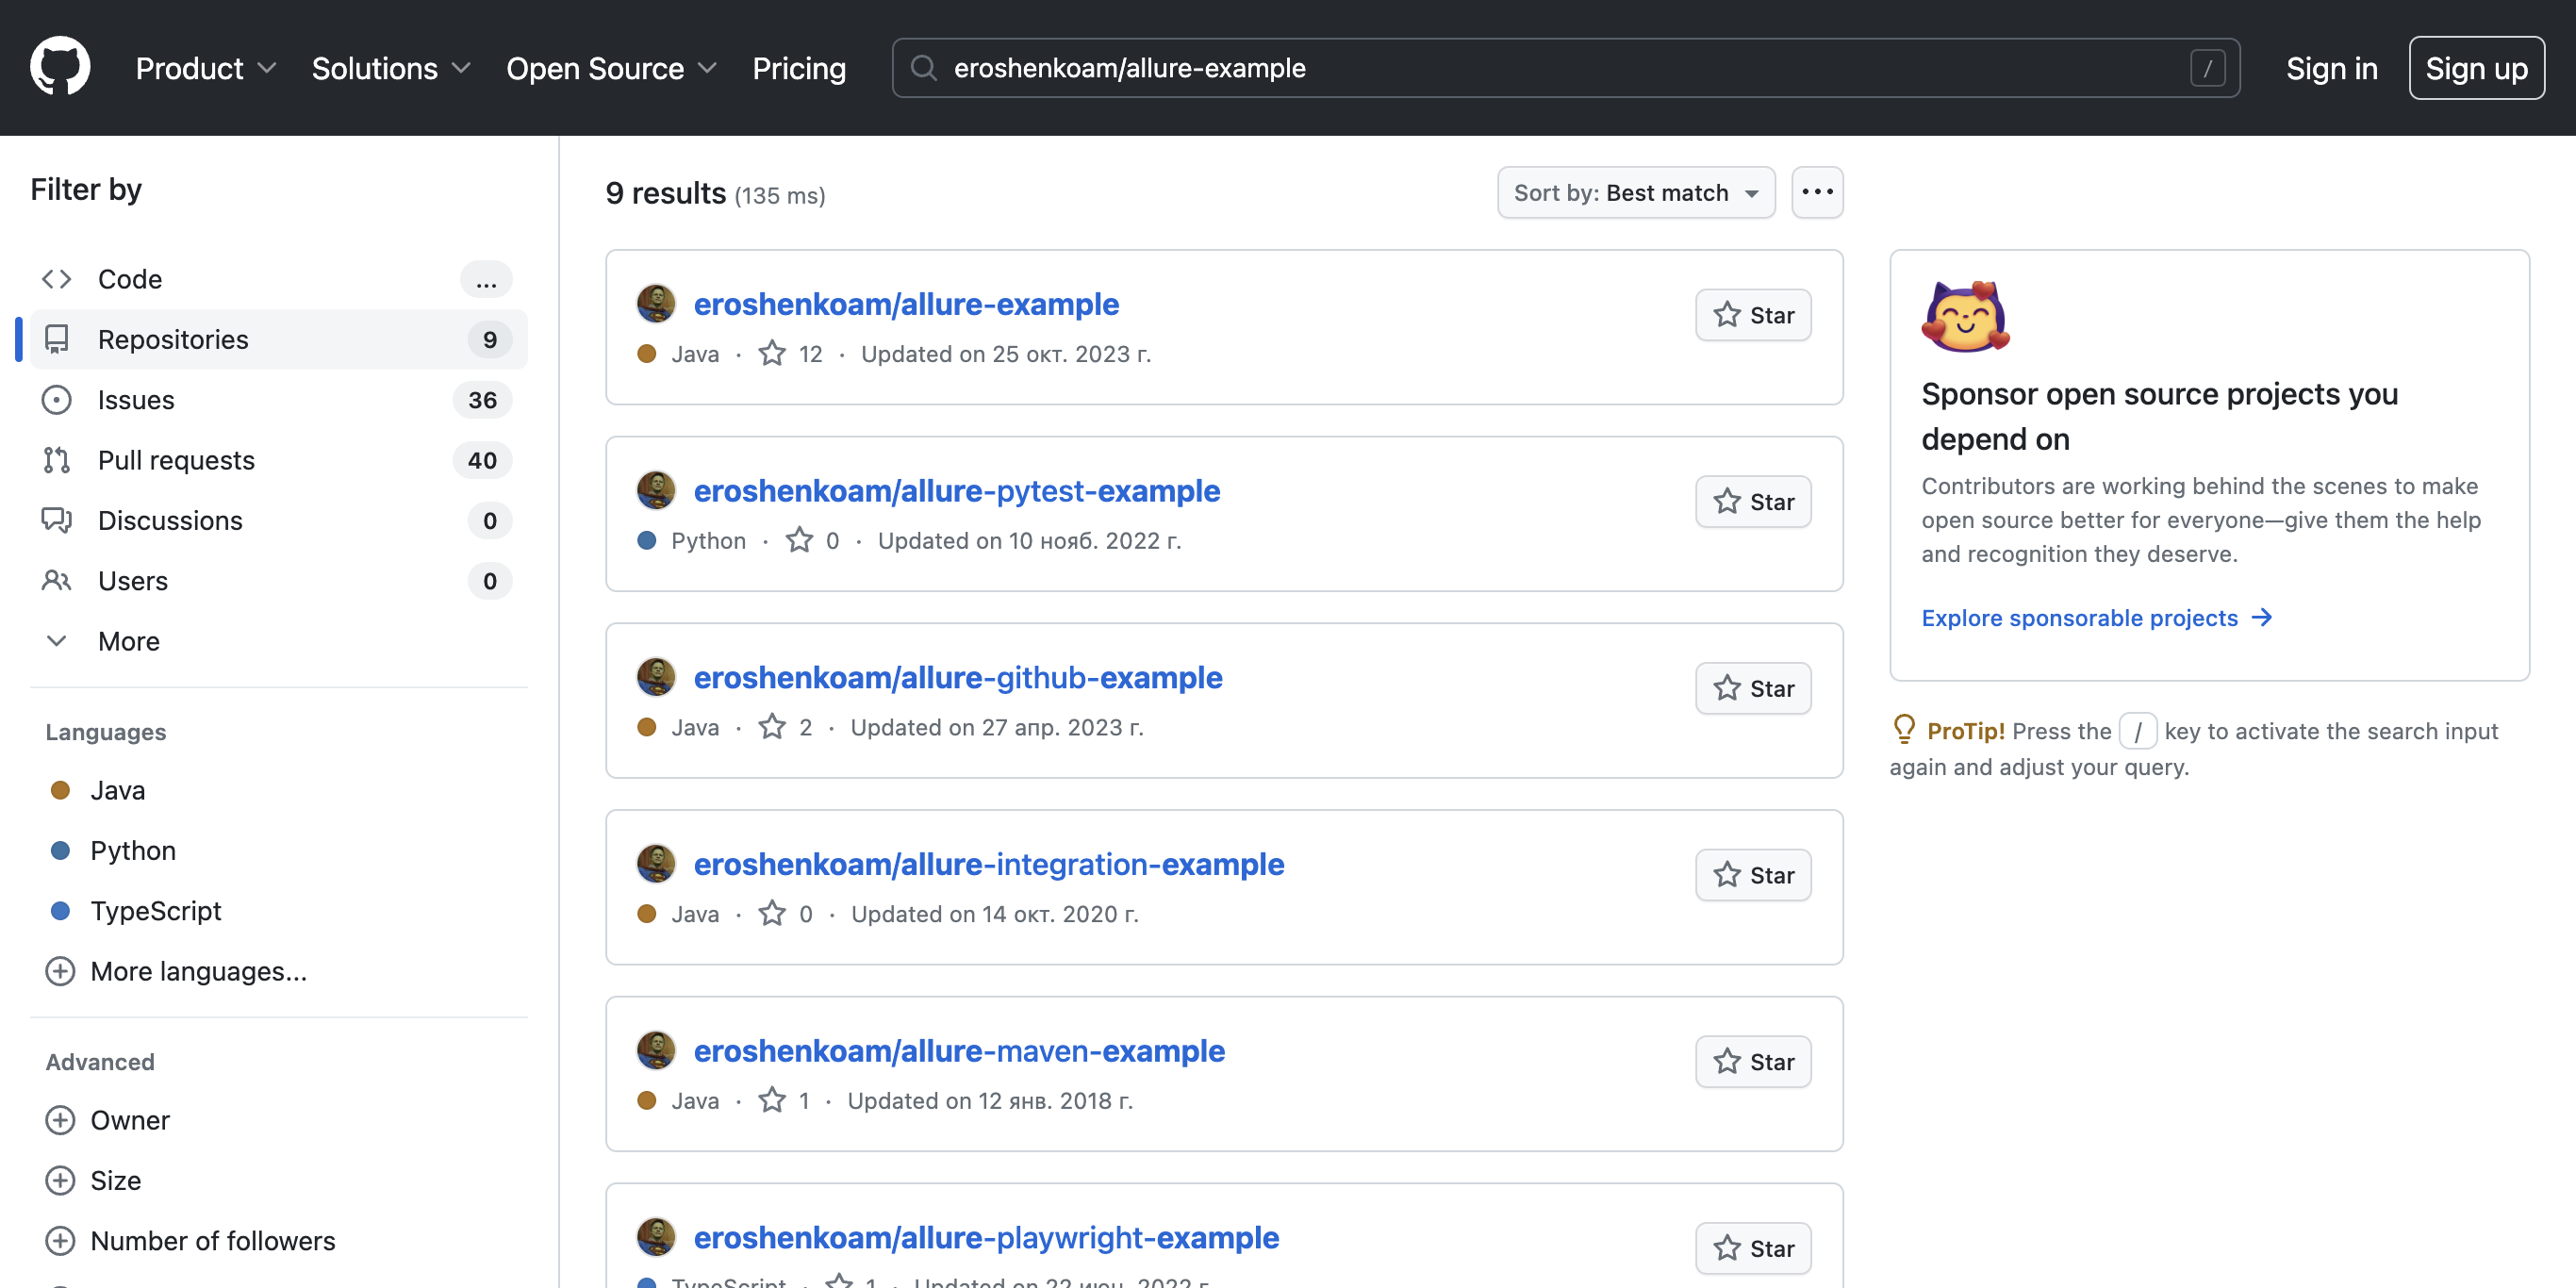 Product Solutions Open Source Pricing eroshenkoam/allure-example / Sign in Sign up
Filter by
Code ...
Repositories 9
Issues 36
Pull requests 40
Discussions 0
Users 0
More
Languages
Java
Python
TypeScript
More languages...
Advanced
Owner
Size
Number of followers
9 results (135 ms)
Sort by: Best match
eroshenkoam/allure-example
Star
Java · 12 · Updated on 25 окт. 2023 г.
eroshenkoam/allure-pytest-example
Star
Python · 0 · Updated on 10 нояб. 2022 г.
eroshenkoam/allure-github-example
Star
Java · 2 · Updated on 27 апр. 2023 г.
eroshenkoam/allure-integration-example
Star
Java · 0 · Updated on 14 окт. 2020 г.
eroshenkoam/allure-maven-example
Star
Java · 1 · Updated on 12 янв. 2018 г.
eroshenkoam/allure-playwright-example
Star
TypeScript · 1 · Updated on 22 2022 г.
Sponsor open source projects you
depend on
Contributors are working behind the scenes to make
open source better for everyone—give them the help
and recognition they deserve.
Explore sponsorable projects →
ProTip! Press the / key to activate the search input
again and adjust your query.